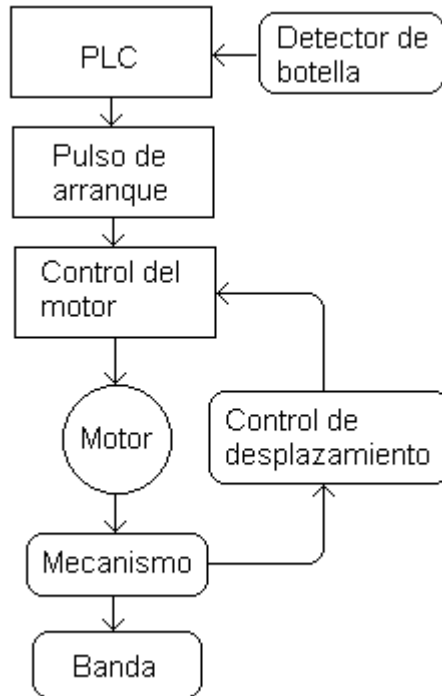 PLC
Detector de
botella
Pulso de
arranque
Control del
motor
Motor
Control de
desplazamiento
Mecanismo
Banda